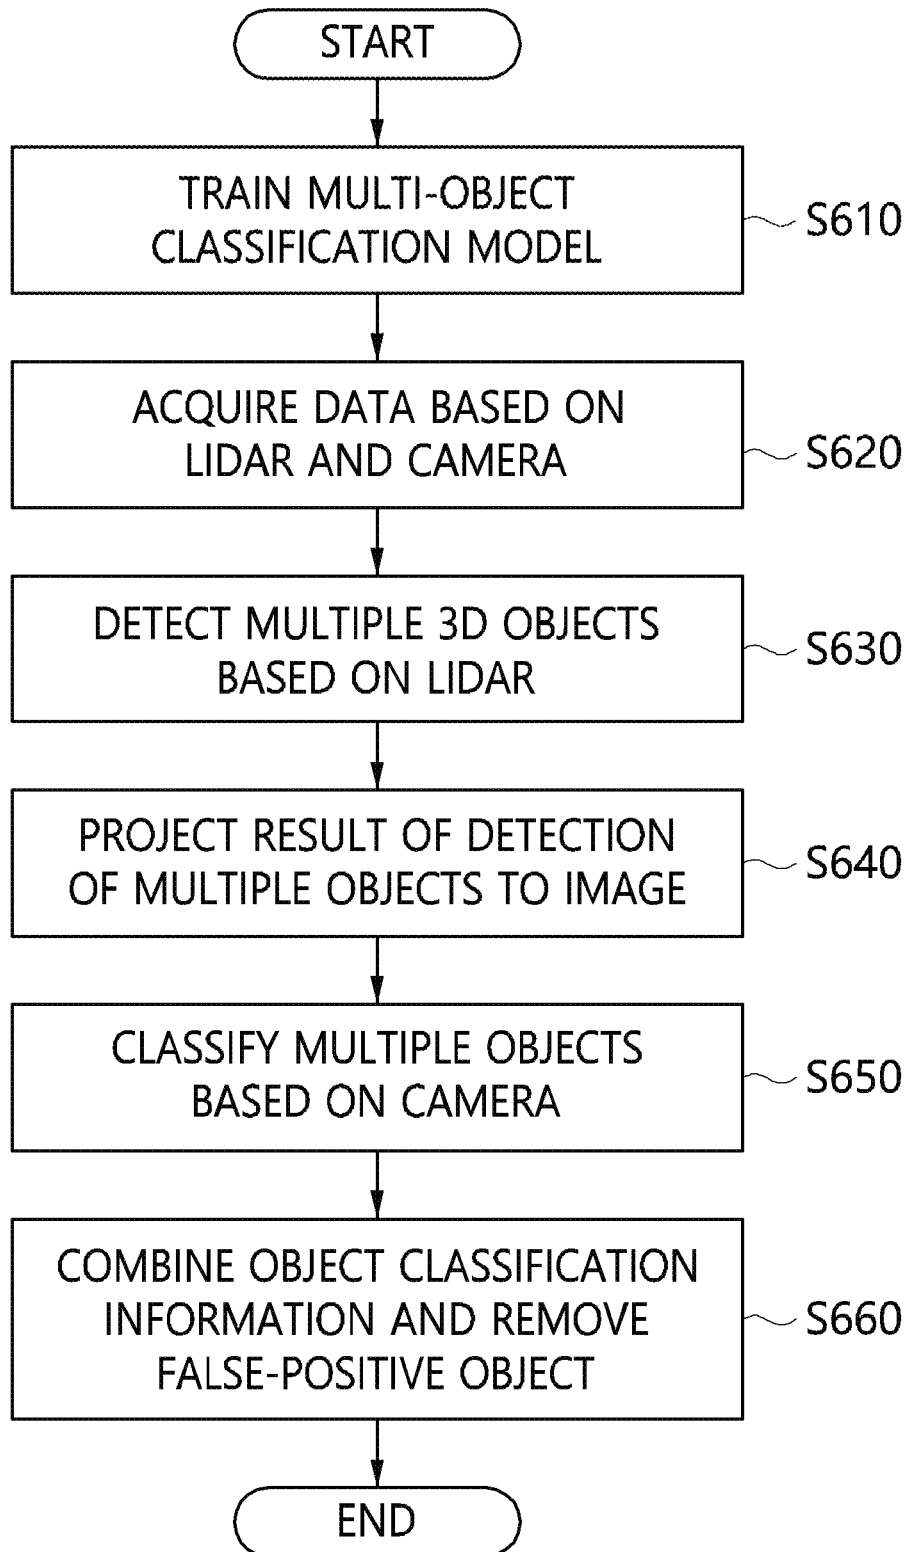 START
TRAIN MULTI-OBJECT
CLASSIFICATION MODEL
S610
ACQUIRE DATA BASED ON
LIDAR AND CAMERA
S620
DETECT MULTIPLE 3D OBJECTS
BASED ON LIDAR
S630
PROJECT RESULT OF DETECTION
OF MULTIPLE OBJECTS TO IMAGE
S640
CLASSIFY MULTIPLE OBJECTS
BASED ON CAMERA
S650
COMBINE OBJECT CLASSIFICATION
INFORMATION AND REMOVE
FALSE-POSITIVE OBJECT
S660
END